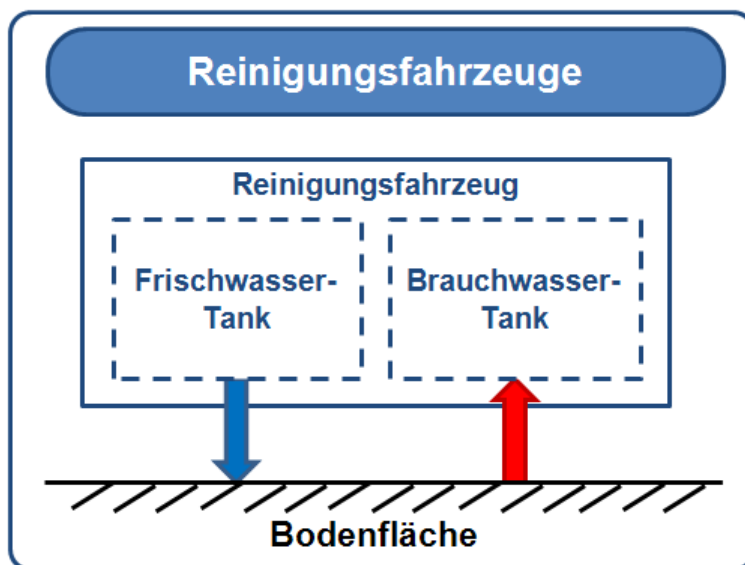 Reinigungsfahrzeuge
Reinigungsfahrzeug
Frischwasser-
Tank
Brauchwasser-
Tank
Bodenfläche